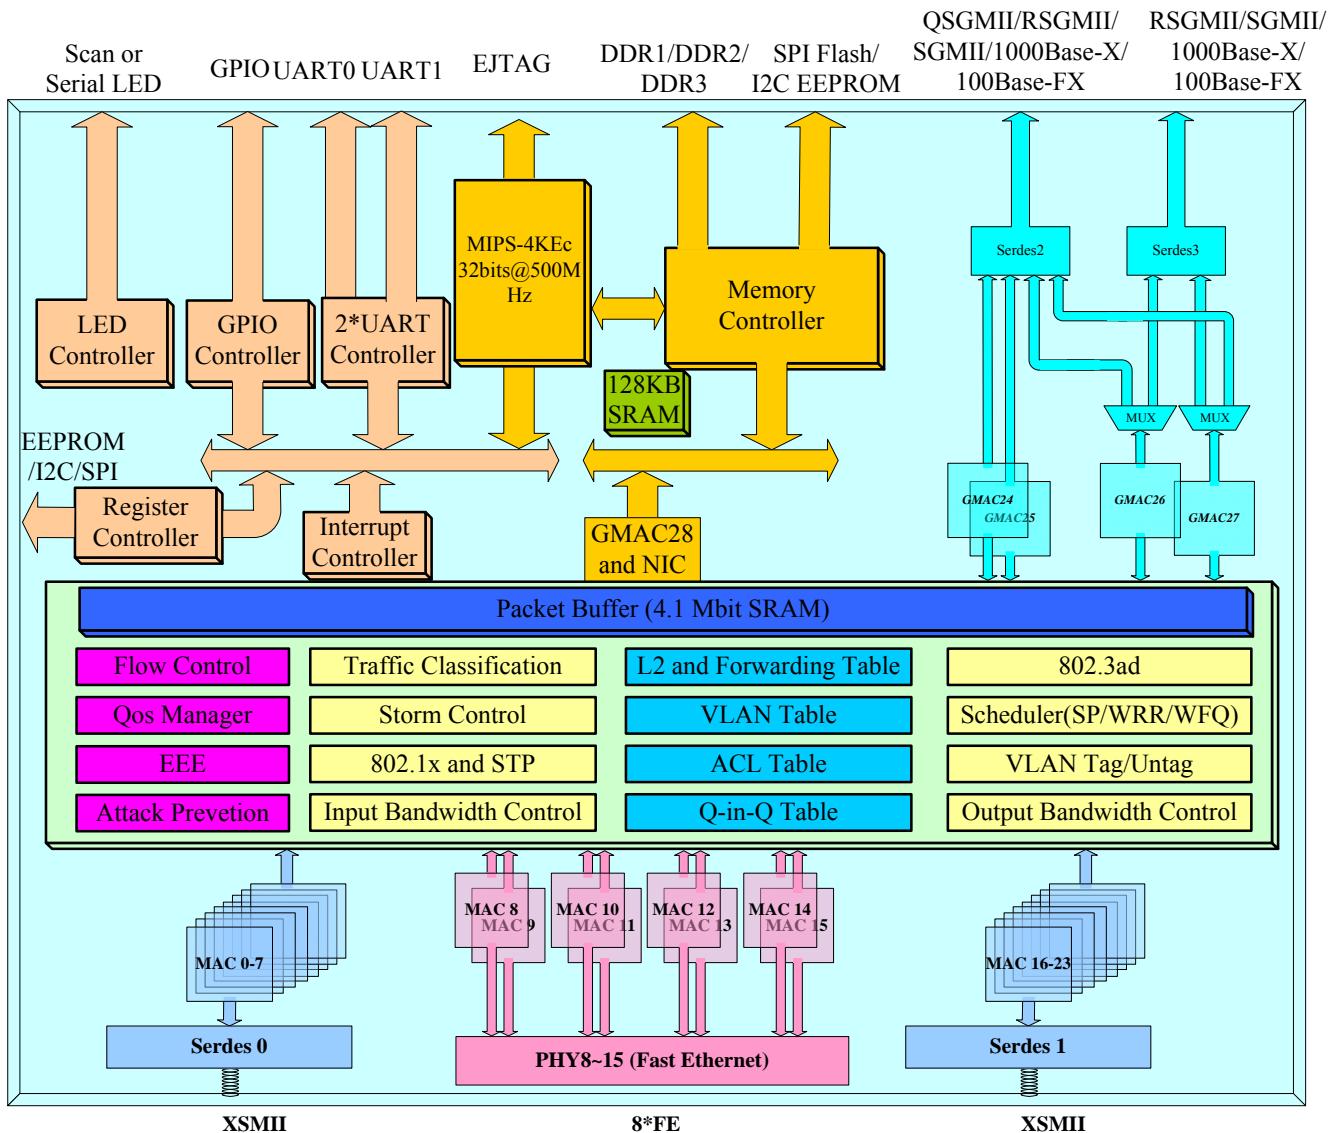 Scan or
Serial LED
GPIO
UART0
UART1
EJTAG
DDR1/DDR2/
DDR3
SPI Flash/
I2C EEPROM
QSGMII/RSGMII/
SGMII/1000Base-X/
100Base-FX
RSGMII/SGMII/
1000Base-X/
100Base-FX
LED
Controller
GPIO
Controller
2*UART
Controller
MIPS-4KEc
32bits@500M
Hz
Memory
Controller
128KB
SRAM
Serdes2
Serdes3
MUX
MUX
EEPROM
/I2C/SPI
Register
Controller
Interrupt
Controller
GMAC28
and NIC
GMAC24
GMAC25
GMAC26
GMAC27
Packet Buffer (4.1 Mbit SRAM)
Flow Control
Traffic Classification
L2 and Forwarding Table
802.3ad
Qos Manager
Storm Control
VLAN Table
Scheduler(SP/WRR/WFQ)
EEE
802.1x and STP
ACL Table
VLAN Tag/Untag
Attack Prevetion
Input Bandwidth Control
Q-in-Q Table
Output Bandwidth Control
MAC 0-7
MAC 8
MAC 9
MAC 10
MAC 11
MAC 12
MAC 13
MAC 14
MAC 15
MAC 16-23
Serdes 0
PHY8~15 (Fast Ethernet)
Serdes 1
XSMII
8*FE
XSMII